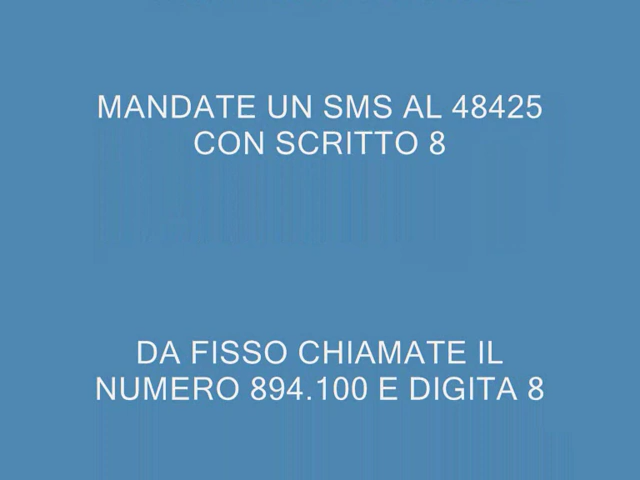 MANDATE UN SMS AL 48425
CON SCRITTO 8
DA FISSO CHIAMATE IL
NUMERO 894.100 E DIGITA 8